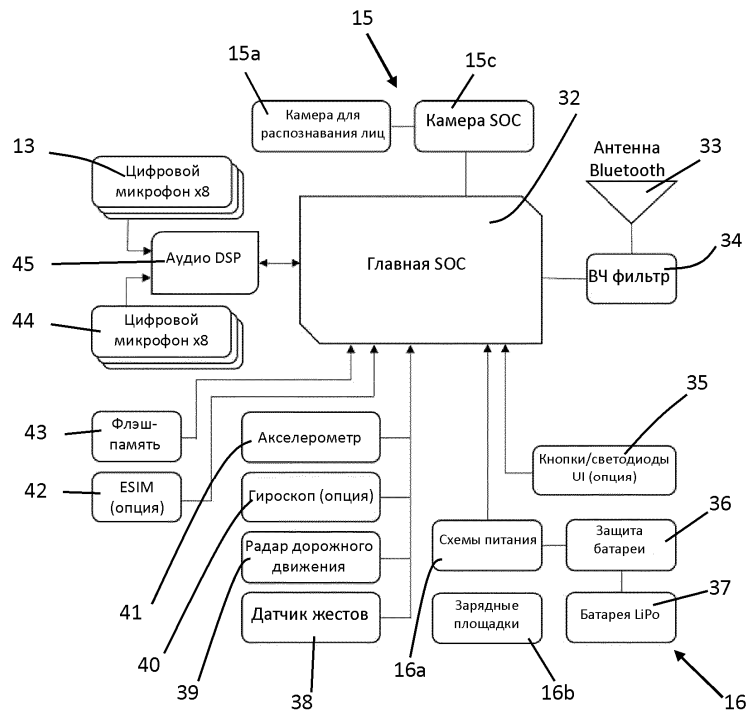 15
15a
15c
32
Камера для
распознавания лиц
Камера SOC
Антенна
Bluetooth
33
13
Цифровой
микрофон x8
45
Аудио DSP
Главная SOC
34
ВЧ фильтр
44
Цифровой
микрофон x8
35
43
Флэш-
память
Акселерометр
Кнопки/светодиоды
UI (опция)
42
ESIM
(опция)
Гироскоп (опция)
36
Схемы питания
Защита
батареи
Радар дорожного
движения
37
41
Датчик жестов
Зарядные
площадки
Батарея LiPo
40
39
38
16a
16b
16